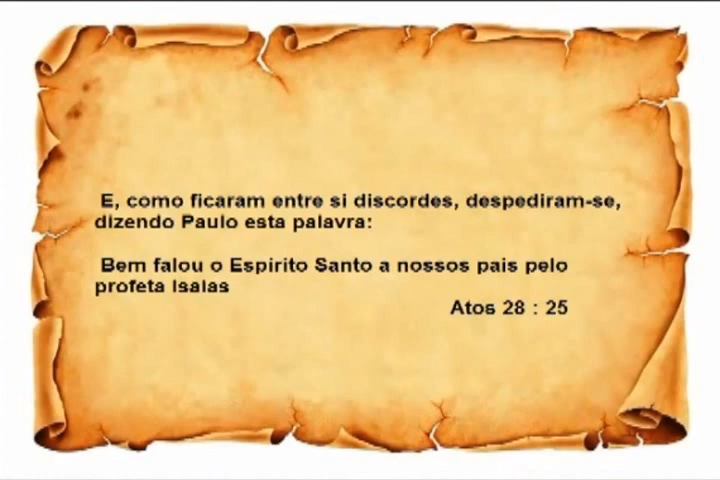 E, como ficaram entre si discordes, despediram-se,
dizendo Paulo esta palavra:
Bem falou o Espirito Santo a nossos pais pelo
profeta Isaias
Atos 28 : 25